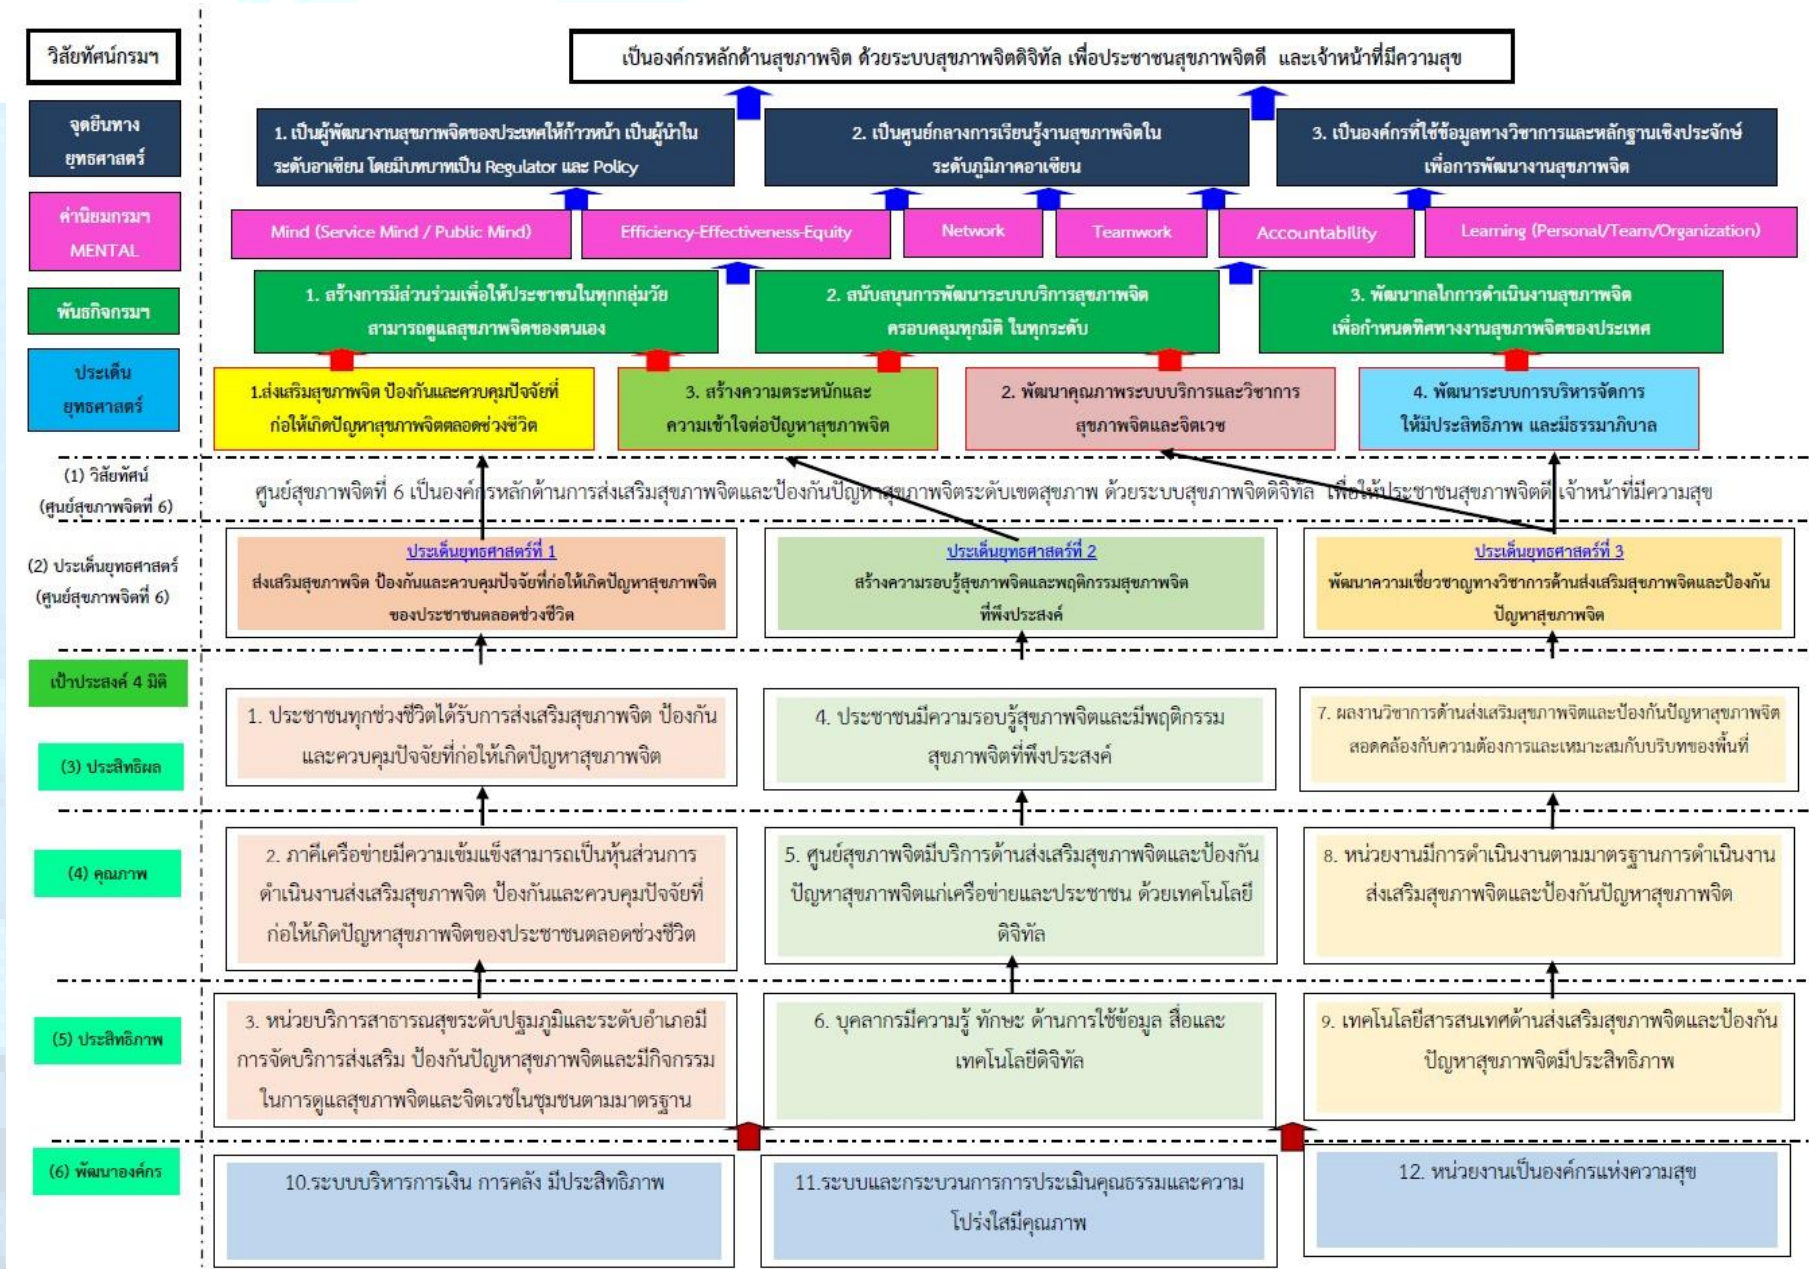 วิสัยทัศน์กรมฯ
เป็นองค์กรหลักด้านสุขภาพจิต ด้วยระบบสุขภาพจิตดิจิทัล เพื่อประชาชนสุขภาพจิตดี และเจ้าหน้าที่มีความสุข
จุดยืนทาง
ยุทธศาสตร์
1. เป็นผู้พัฒนางานสุขภาพจิตของประเทศให้ก้าวหน้า เป็นผู้นำใน
ระดับอาเซียน โดยมีบทบาทเป็น Regulator และ Policy
2. เป็นศูนย์กลางการเรียนรู้งานสุขภาพจิตใน
ระดับภูมิภาคอาเซียน
3. เป็นองค์กรที่ใช้ข้อมูลทางวิชาการและหลักฐานเชิงประจักษ์
เพื่อการพัฒนางานสุขภาพจิต
ค่านิยมกรมฯ
MENTAL
Mind (Service Mind / Public Mind)
Efficiency-Effectiveness-Equity
Network
Teamwork
Accountability
Learning (Personal/Team/Organization)
พันธกิจกรมฯ
1. สร้างการมีส่วนร่วมเพื่อให้ประชาชนในทุกกลุ่มวัย
สามารถดูแลสุขภาพจิตของตนเอง
2. สนับสนุนการพัฒนาระบบบริการสุขภาพจิต
ครอบคลุมทุกมิติ ในทุกระดับ
3. พัฒนากลไกการดำเนินงานสุขภาพจิต
เพื่อกำหนดทิศทางงานสุขภาพจิตของประเทศ
ประเด็น
ยุทธศาสตร์
1.ส่งเสริมสุขภาพจิต ป้องกันและควบคุมปัจจัยที่
ก่อให้เกิดปัญหาสุขภาพจิตตลอดช่วงชีวิต
3. สร้างความตระหนักและ
ความเข้าใจต่อปัญหาสุขภาพจิต
2. พัฒนาคุณภาพระบบบริการและวิชาการ
สุขภาพจิตและจิตเวช
4. พัฒนาระบบการบริหารจัดการ
ให้มีประสิทธิภาพ และมีธรรมาภิบาล
(1) วิสัยทัศน์
(ศูนย์สุขภาพจิตที่ 6)
ศูนย์สุขภาพจิตที่ 6 เป็นองค์กรหลักด้านการส่งเสริมสุขภาพจิตและป้องกันปัญหาสุขภาพจิตระดับเขตสุขภาพ ด้วยระบบสุขภาพจิตดิจิทัล เพื่อให้ประชาชนสุขภาพจิตดี เจ้าหน้าที่มีความสุข
(2) ประเด็นยุทธศาสตร์
(ศูนย์สุขภาพจิตที่ 6)
ประเด็นยุทธศาสตร์ที่ 1
ส่งเสริมสุขภาพจิต ป้องกันและควบคุมปัจจัยที่ก่อให้เกิดปัญหาสุขภาพจิต
ของประชาชนตลอดช่วงชีวิต
ประเด็นยุทธศาสตร์ที่ 2
สร้างความรอบรู้สุขภาพจิตและพฤติกรรมสุขภาพจิต
ที่พึงประสงค์
ประเด็นยุทธศาสตร์ที่ 3
พัฒนาความเชี่ยวชาญทางวิชาการด้านส่งเสริมสุขภาพจิตและป้องกัน
ปัญหาสุขภาพจิต
เป้าประสงค์ 4 มิติ
(3) ประสิทธิผล
1. ประชาชนทุกช่วงชีวิตได้รับการส่งเสริมสุขภาพจิต ป้องกัน
และควบคุมปัจจัยที่ก่อให้เกิดปัญหาสุขภาพจิต
4. ประชาชนมีความรอบรู้สุขภาพจิตและมีพฤติกรรม
สุขภาพจิตที่พึงประสงค์
7. ผลงานวิชาการด้านส่งเสริมสุขภาพจิตและป้องกันปัญหาสุขภาพจิต
สอดคล้องกับความต้องการและเหมาะสมกับบริบทของพื้นที่
(4) คุณภาพ
2. ภาคีเครือข่ายมีความเข้มแข็งสามารถเป็นหุ้นส่วนการ
ดำเนินงานส่งเสริมสุขภาพจิต ป้องกันและควบคุมปัจจัยที่
ก่อให้เกิดปัญหาสุขภาพจิตของประชาชนตลอดช่วงชีวิต
5. ศูนย์สุขภาพจิตมีบริการด้านส่งเสริมสุขภาพจิตและป้องกัน
ปัญหาสุขภาพจิตแก่เครือข่ายและประชาชน ด้วยเทคโนโลยี
ดิจิทัล
8. หน่วยงานมีการดำเนินงานตามมาตรฐานการดำเนินงาน
ส่งเสริมสุขภาพจิตและป้องกันปัญหาสุขภาพจิต
(5) ประสิทธิภาพ
3. หน่วยบริการสาธารณสุขระดับปฐมภูมิและระดับอำเภอมี
การจัดบริการส่งเสริม ป้องกันปัญหาสุขภาพจิตและมีกิจกรรม
ในการดูแลสุขภาพจิตและจิตเวชในชุมชนตามมาตรฐาน
6. บุคลากรมีความรู้ ทักษะ ด้านการใช้ข้อมูล สื่อและ
เทคโนโลยีดิจิทัล
9. เทคโนโลยีสารสนเทศด้านส่งเสริมสุขภาพจิตและป้องกัน
ปัญหาสุขภาพจิตมีประสิทธิภาพ
(6) พัฒนาองค์กร
10.ระบบบริหารการเงิน การคลัง มีประสิทธิภาพ
11.ระบบและกระบวนการการประเมินคุณธรรมและความ
โปร่งใสมีคุณภาพ
12. หน่วยงานเป็นองค์กรแห่งความสุข